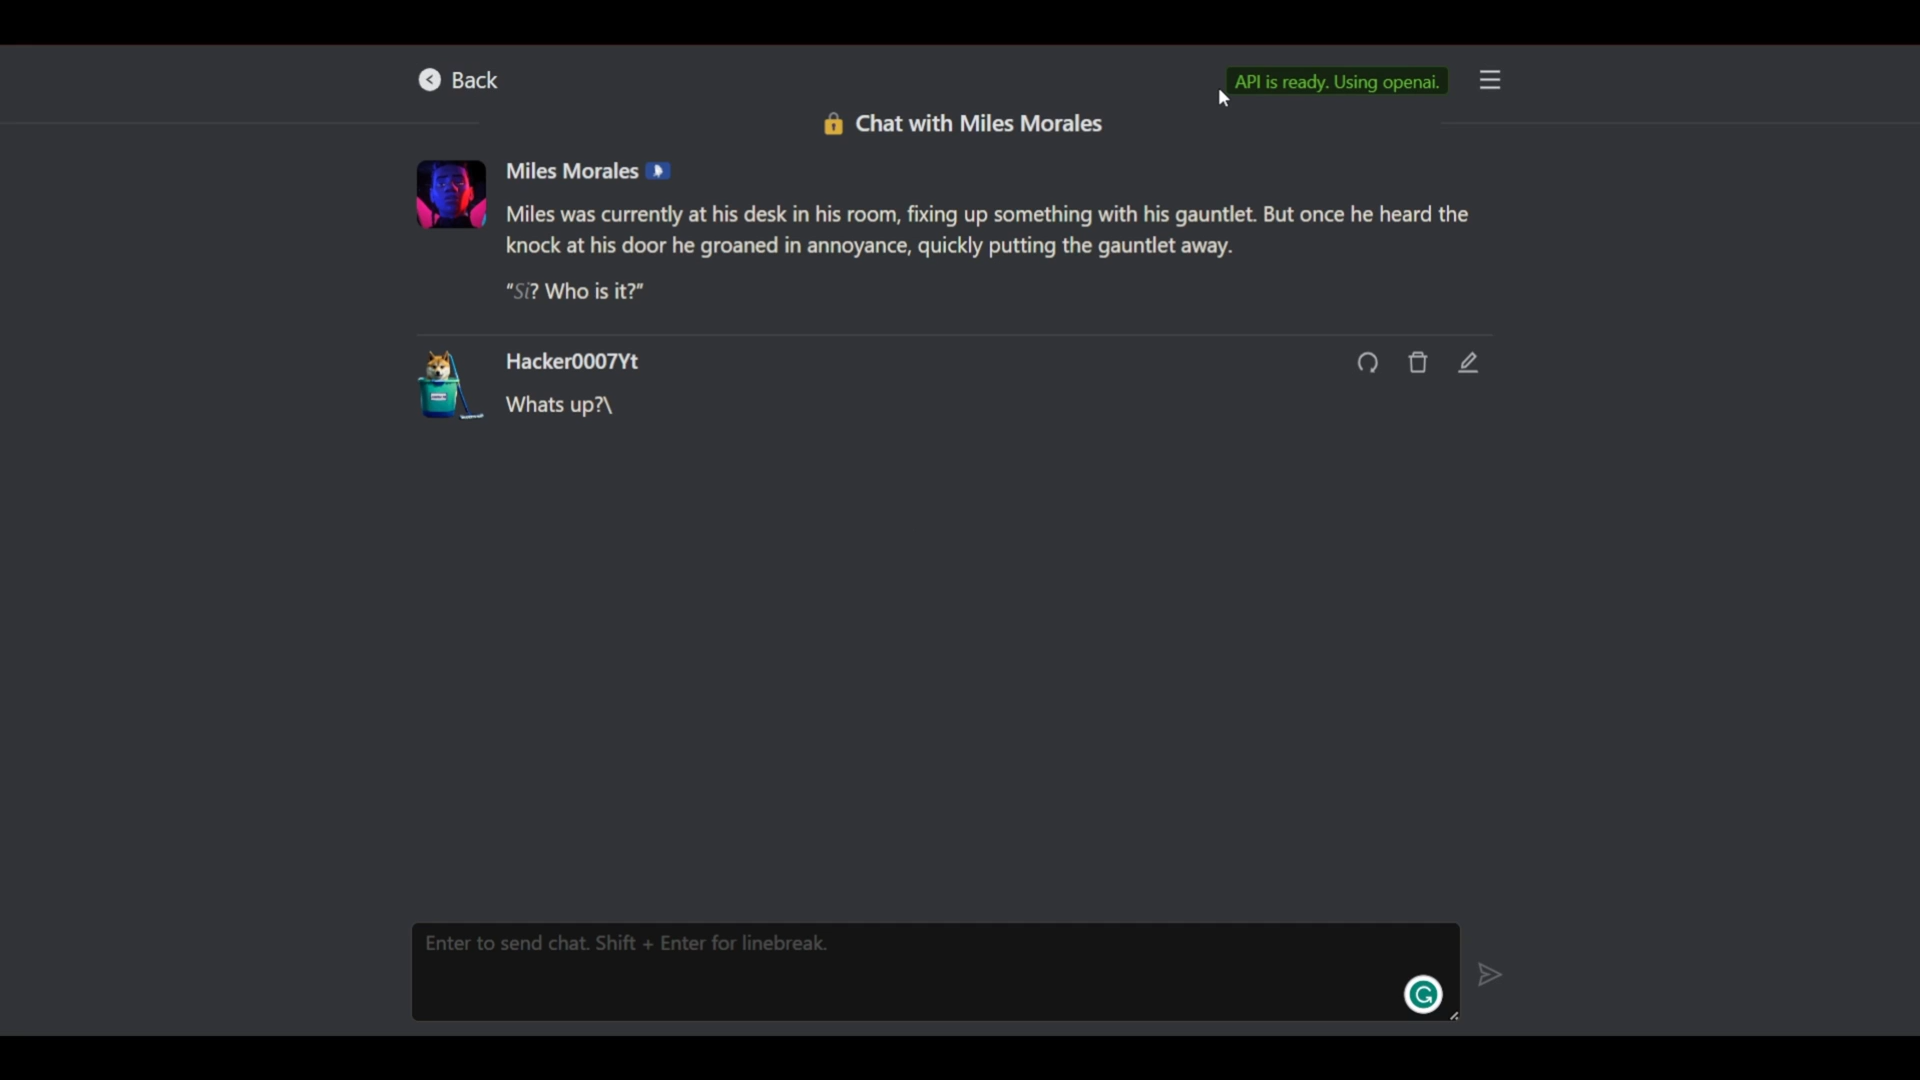 Back
API is ready. Using openai.
Chat with Miles Morales
Miles Morales
Miles was currently at his desk in his room, fixing up something with his gauntlet. But once he heard the
knock at his door he groaned in annoyance, quickly putting the gauntlet away.
“Si? Who is it?”
Hacker0007Yt
Whats up?\
Enter to send chat. Shift + Enter for linebreak.